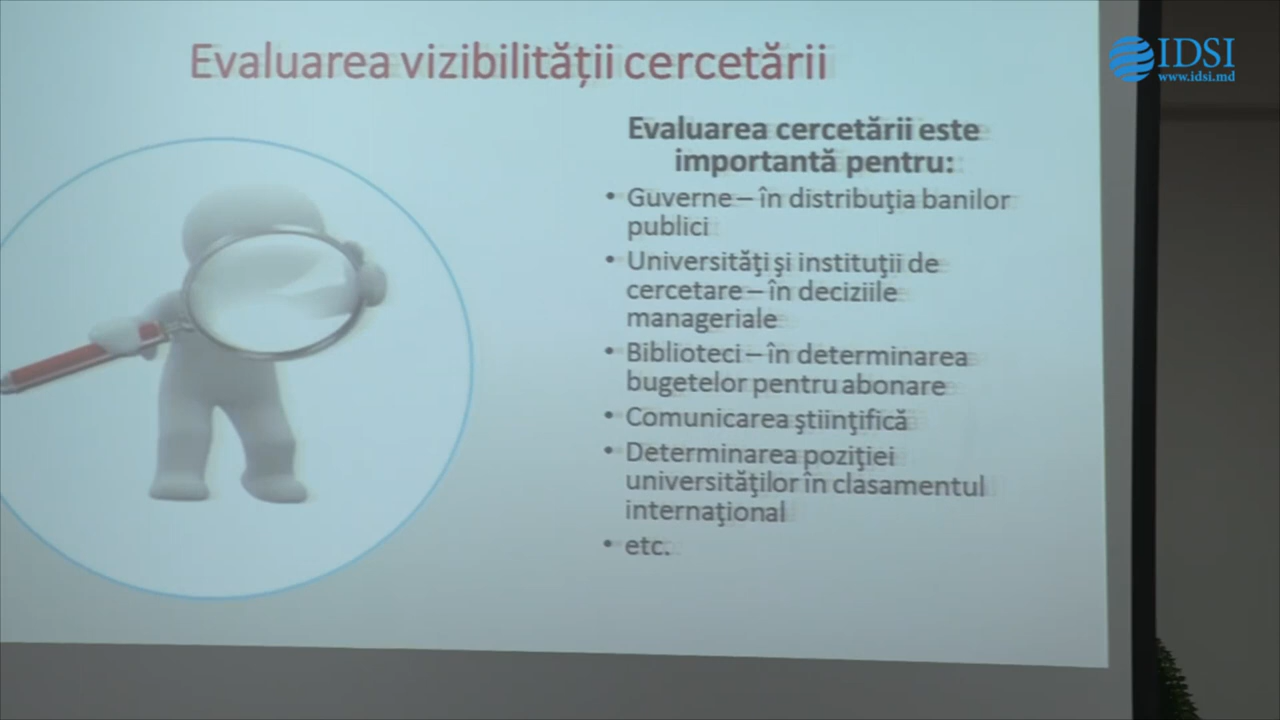 Evaluarea vizibilității cercetării
IDSI
www.idsi.md
Evaluarea cercetării este
importantă pentru:
• Guverne – în distribuţia banilor
publici
• Universităţi şi instituţii de
cercetare – în deciziile
manageriale
• Biblioteci – în determinarea
bugetelor pentru abonare
• Comunicarea ştiinţifică
• Determinarea poziţiei
universităţilor în clasamentul
internaţional
• etc.